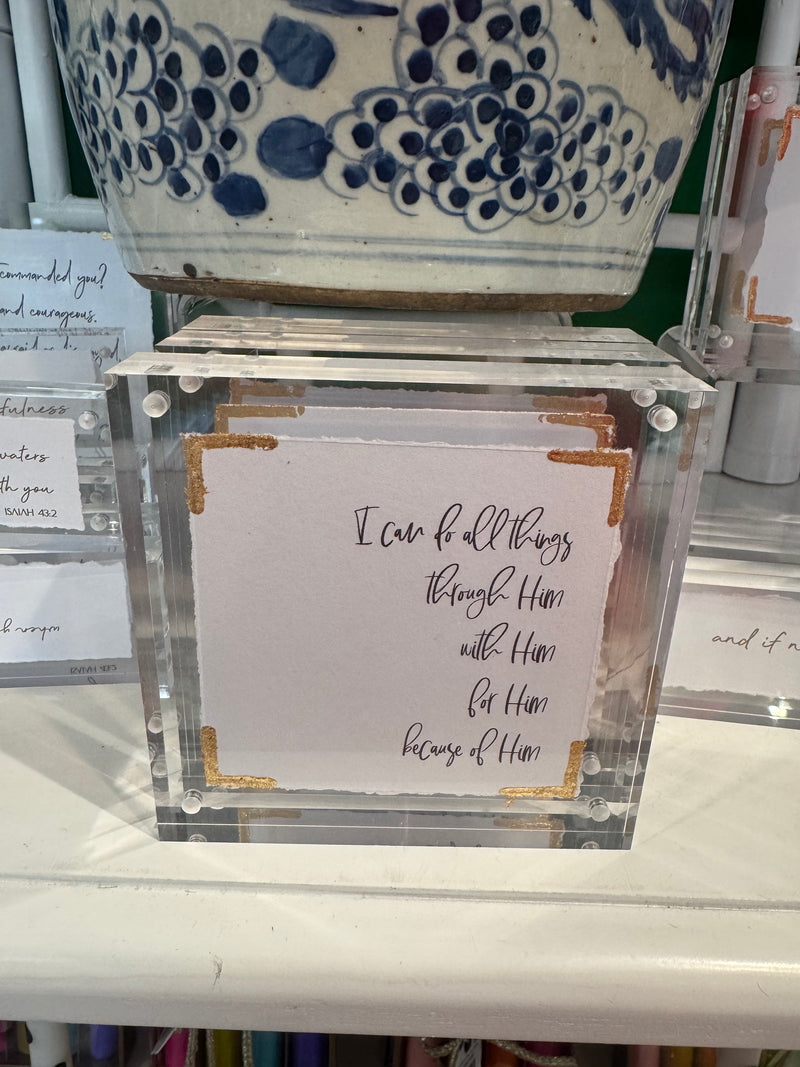 commanded you?
and courageous.
fulness
waters
th you
ISAIAH 43:2
I can do all things
through Him
with Him
for Him
because of Him
and if n